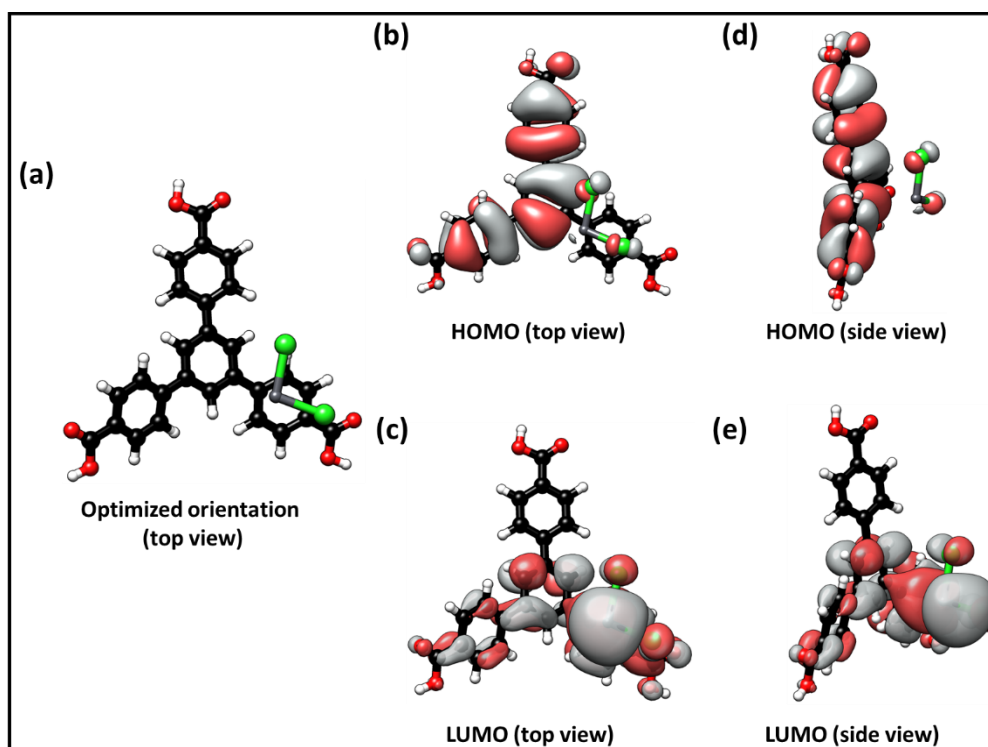 (a)
Optimized orientation
(top view)
(b)
HOMO (top view)
(d)
HOMO (side view)
(c)
LUMO (top view)
(e)
LUMO (side view)